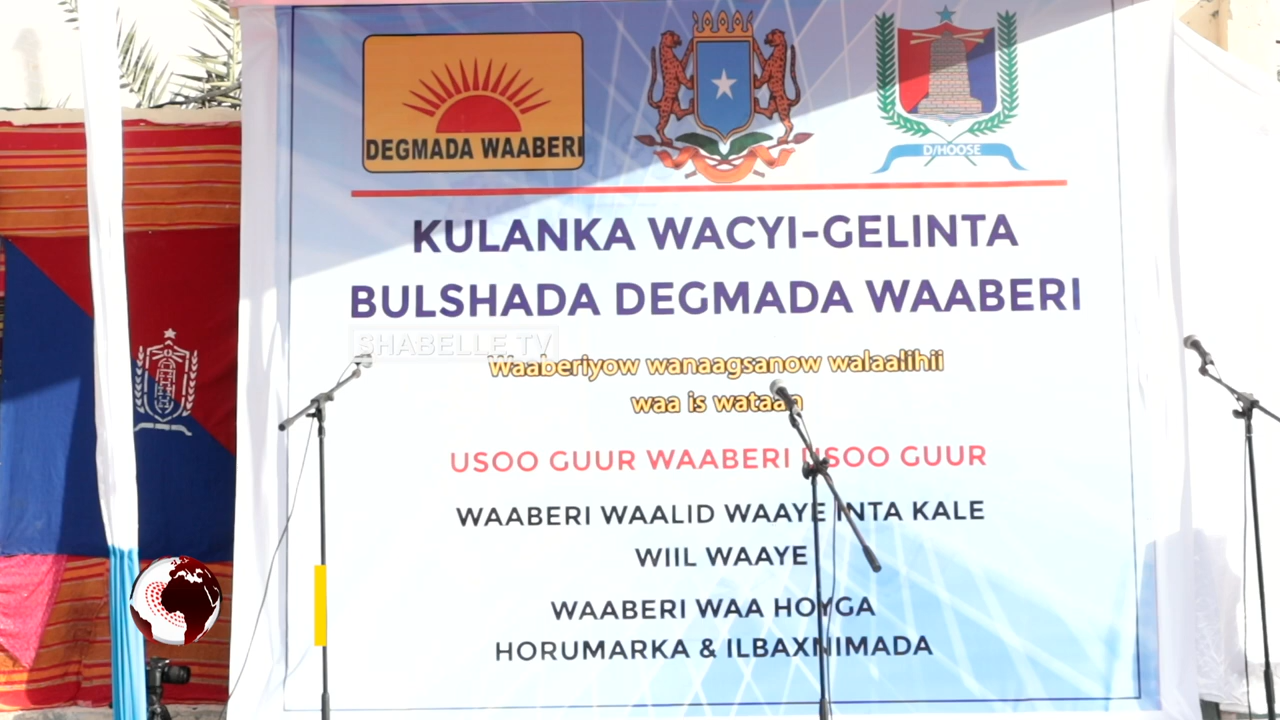 DEGMADA WAABERI
D/HOOSE
KULANKA WACYI-GELINTA
BULSHADA DEGMADA WAABERI
SHABELLE TV
Waaberiyow wanaagsanow walaalihii
waa is wataan
USOO GUUR WAABERI USOO GUUR
WAABERI WAALID WAAYE INTA KALE
WIIL WAAYE
WAABERI WAA HOYGA
HORUMARKA & ILBAXNIMADA